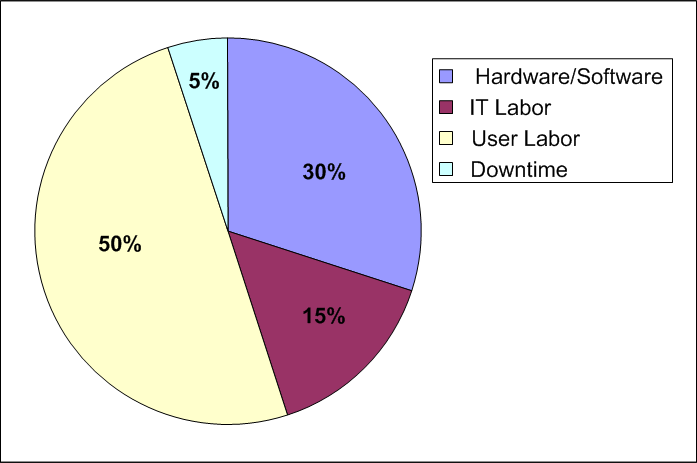 5%
30%
50%
15%
Hardware/Software
IT Labor
User Labor
Downtime